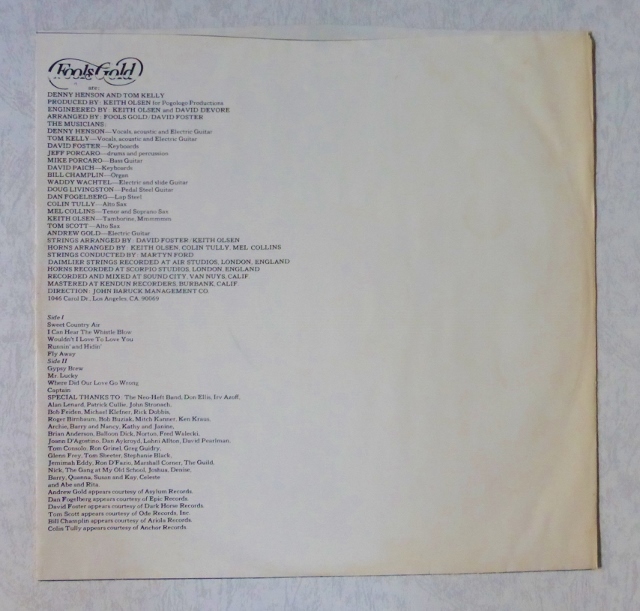 Fools Gold
are:
DENNY HENSON AND TOM KELLY
PRODUCED BY: KEITH OLSEN for Pogologo Productions
ENGINEERED BY: KEITH OLSEN and DAVID DEVORE
ARRANGED BY: FOOLS GOLD/DAVID FOSTER
THE MUSICIANS:
DENNY HENSON—Vocals, acoustic and Electric Guitar
TOM KELLY—Vocals, acoustic and Electric Guitar
DAVID FOSTER—Keyboards
JEFF PORCARO—drums and percussion
MIKE PORCARO—Bass Guitar
DAVID PAICH—Keyboards
BILL CHAMPLIN—Organ
WADDY WACHTEL—Electric and slide Guitar
DOUG LIVINGSTON—Pedal Steel Guitar
DAN FOGELBERG—Lap Steel
COLIN TULLY—Alto Sax
MEL COLLINS—Tenor and Soprano Sax
KEITH OLSEN—Tamborine,
TOM SCOTT—Alto Sax
ANDREW GOLD—Electric Guitar
STRINGS ARRANGED BY: DAVID FOSTER/KEITH OLSEN
HORNS ARRANGED BY: KEITH OLSEN, COLIN TULLY, MEL COLLINS
STRINGS CONDUCTED BY: MARTYN FORD
DAIMLIER STRINGS RECORDED AT AIR STUDIOS, LONDON, ENGLAND
HORNS RECORDED AT SCORPIO STUDIOS, LONDON, ENGLAND
RECORDED AND MIXED AT SOUND CITY, VAN NUYS, CALIF.
MASTERED AT KENDUN RECORDERS, BURBANK, CALIF.
DIRECTION: JOHN BARUCK MANAGEMENT CO.
1046 Carol Dr., Los Angeles, CA. 90069
Side I
Sweet Country Air
I Can Hear The Whistle Blow
Wouldn't I Love To Love You
Runnin' and Hidin'
Fly Away
Side II
Gypsy Brew
Mr. Lucky
Where Did Our Love Go Wrong
Captain
SPECIAL THANKS TO: The Neo-Haft Band, Don Ellis, Irv Azoff,
Alan Lenard, Patrick Cullie, John Stronach,
Bob Feiden, Michael Klefner, Rick Dobbis,
Roger Birnbaum, Bob Buziak, Mitch Kanner, Ken Kraus,
Archie, Barry and Nancy, Kathy and Janine,
Brian Anderson, Balloon Dick, Norton, Ford Walecki,
Joann D'Agostino, Dan Aykroyd, Lohni Allton, David Pearlman,
Tom Consolo, Ron Grinel, Greg Guidry,
Glenn Frey, Tom Skeeter, Stephanie Black,
Jemimah Eddy, Ron D'Fazio, Marshall Corner, The Guild,
Nick, The Gang at My Old School, Joshua, Denise,
Barry, Queena, Susan and Kay, Celeste
and Abe and Rita.
Andrew Gold appears courtesy of Asylum Records.
Dan Fogelberg appears courtesy of Epic Records.
David Foster appears courtesy of Dark Horse Records.
Tom Scott appears courtesy of Ode Records, Inc.
Bill Champlin appears courtesy of Ariola Records.
Colin Tully appears courtesy of Anchor Records.